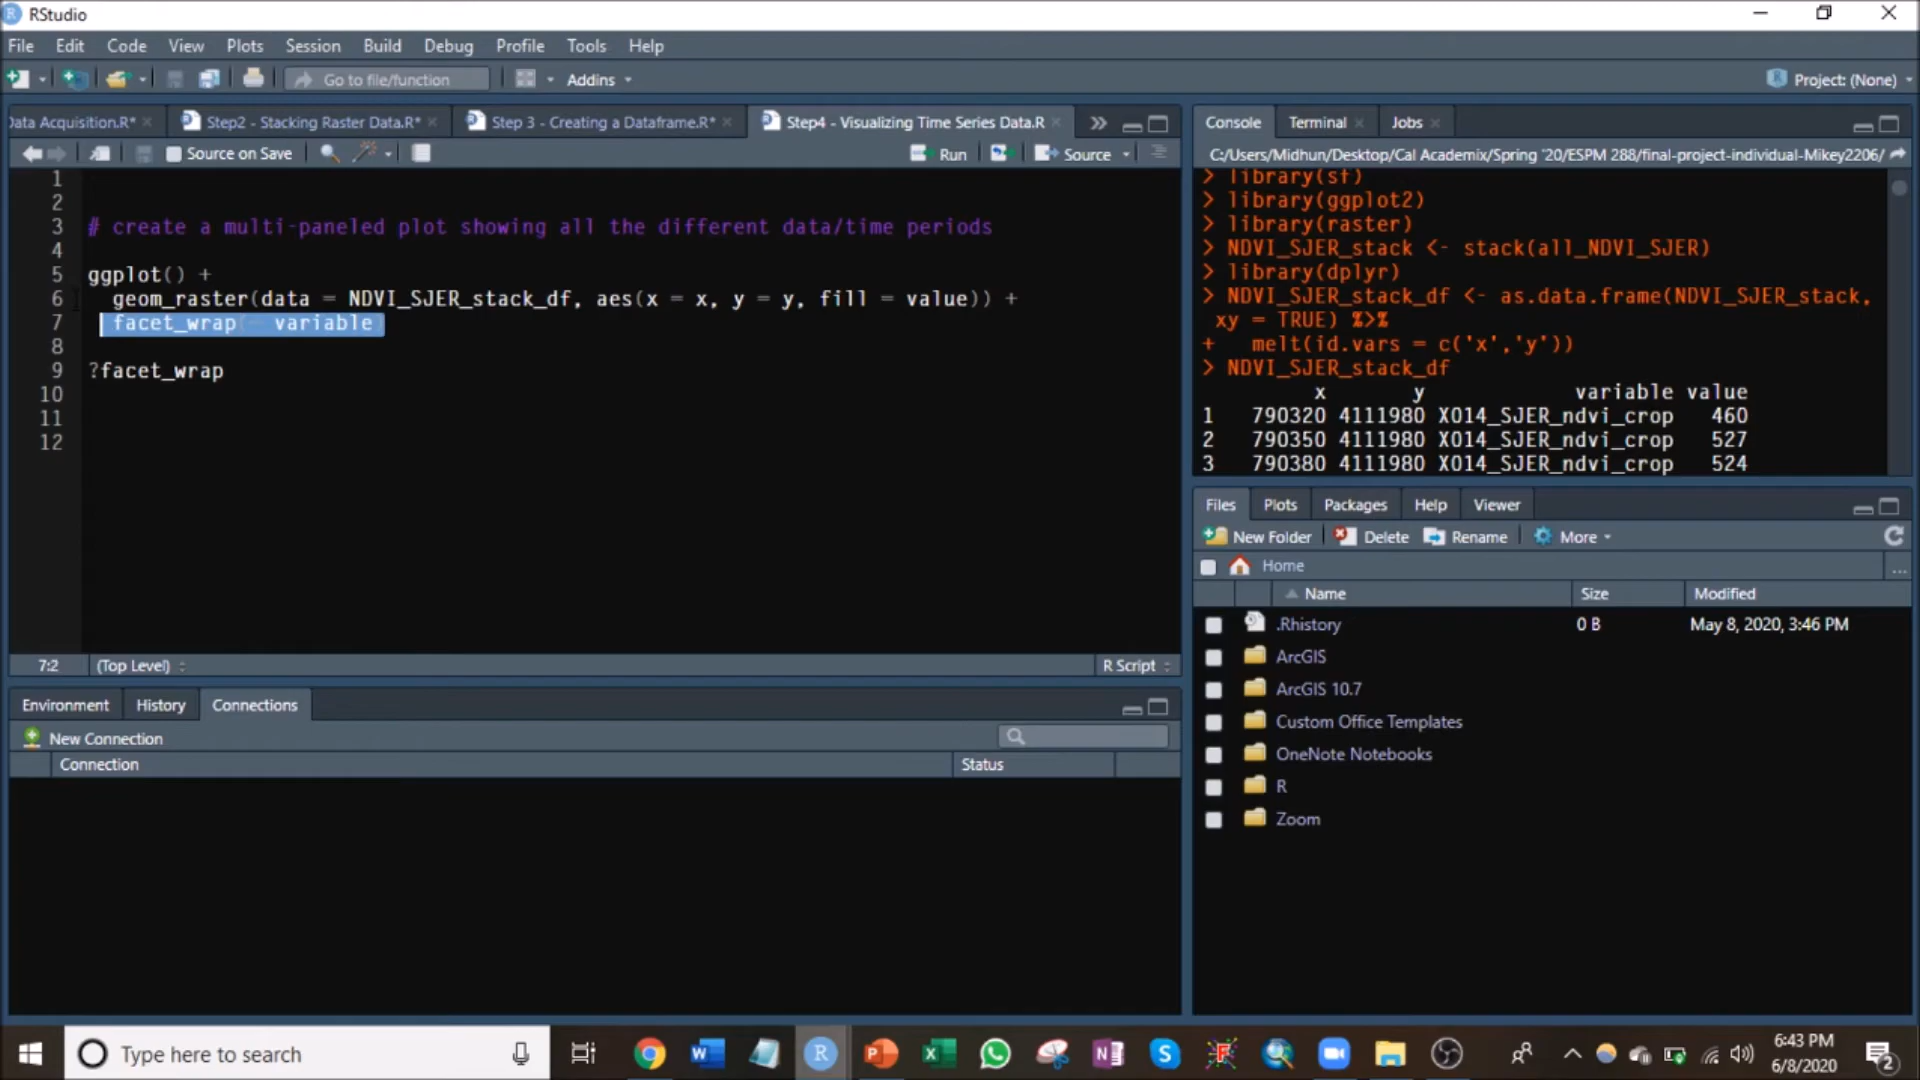 RStudio
File Edit Code View Plots Session Build Debug Profile Tools Help
Go to file/function Addins Project: (None)
Data Acquisition.R* Step2 - Stacking Raster Data.R* Step 3 - Creating a Dataframe.R* Step4 - Visualizing Time Series Data.R
Source on Save Run Source
1
2
3 # create a multi-paneled plot showing all the different data/time periods
4
5 ggplot() +
6 geom_raster(data = NDVI_SJER_stack_df, aes(x = x, y = y, fill = value)) +
7 facet_wrap(~ variable)
8
9 ?facet_wrap
10
11
12
7:2 (Top Level) R Script
Environment History Connections
New Connection
Connection Status
Console Terminal Jobs
C:/Users/Midhun/Desktop/Cal Academix/Spring '20/ESPM 288/final-project-individual-Mikey2206/
> library(sf)
> library(ggplot2)
> library(raster)
> NDVI_SJER_stack <- stack(all_NDVI_SJER)
> library(dplyr)
> NDVI_SJER_stack_df <- as.data.frame(NDVI_SJER_stack,
xy = TRUE) %>%
+ melt(id.vars = c('x','y'))
> NDVI_SJER_stack_df
x y variable value
1 790320 4111980 X014_SJER_ndvi_crop 460
2 790350 4111980 X014_SJER_ndvi_crop 527
3 790380 4111980 X014_SJER_ndvi_crop 524
Files Plots Packages Help Viewer
New Folder Delete Rename More
Home ...
Name Size Modified
.Rhistory 0 B May 8, 2020, 3:46 PM
ArcGIS
ArcGIS 10.7
Custom Office Templates
OneNote Notebooks
R
Zoom
Type here to search
6:43 PM
6/8/2020
2